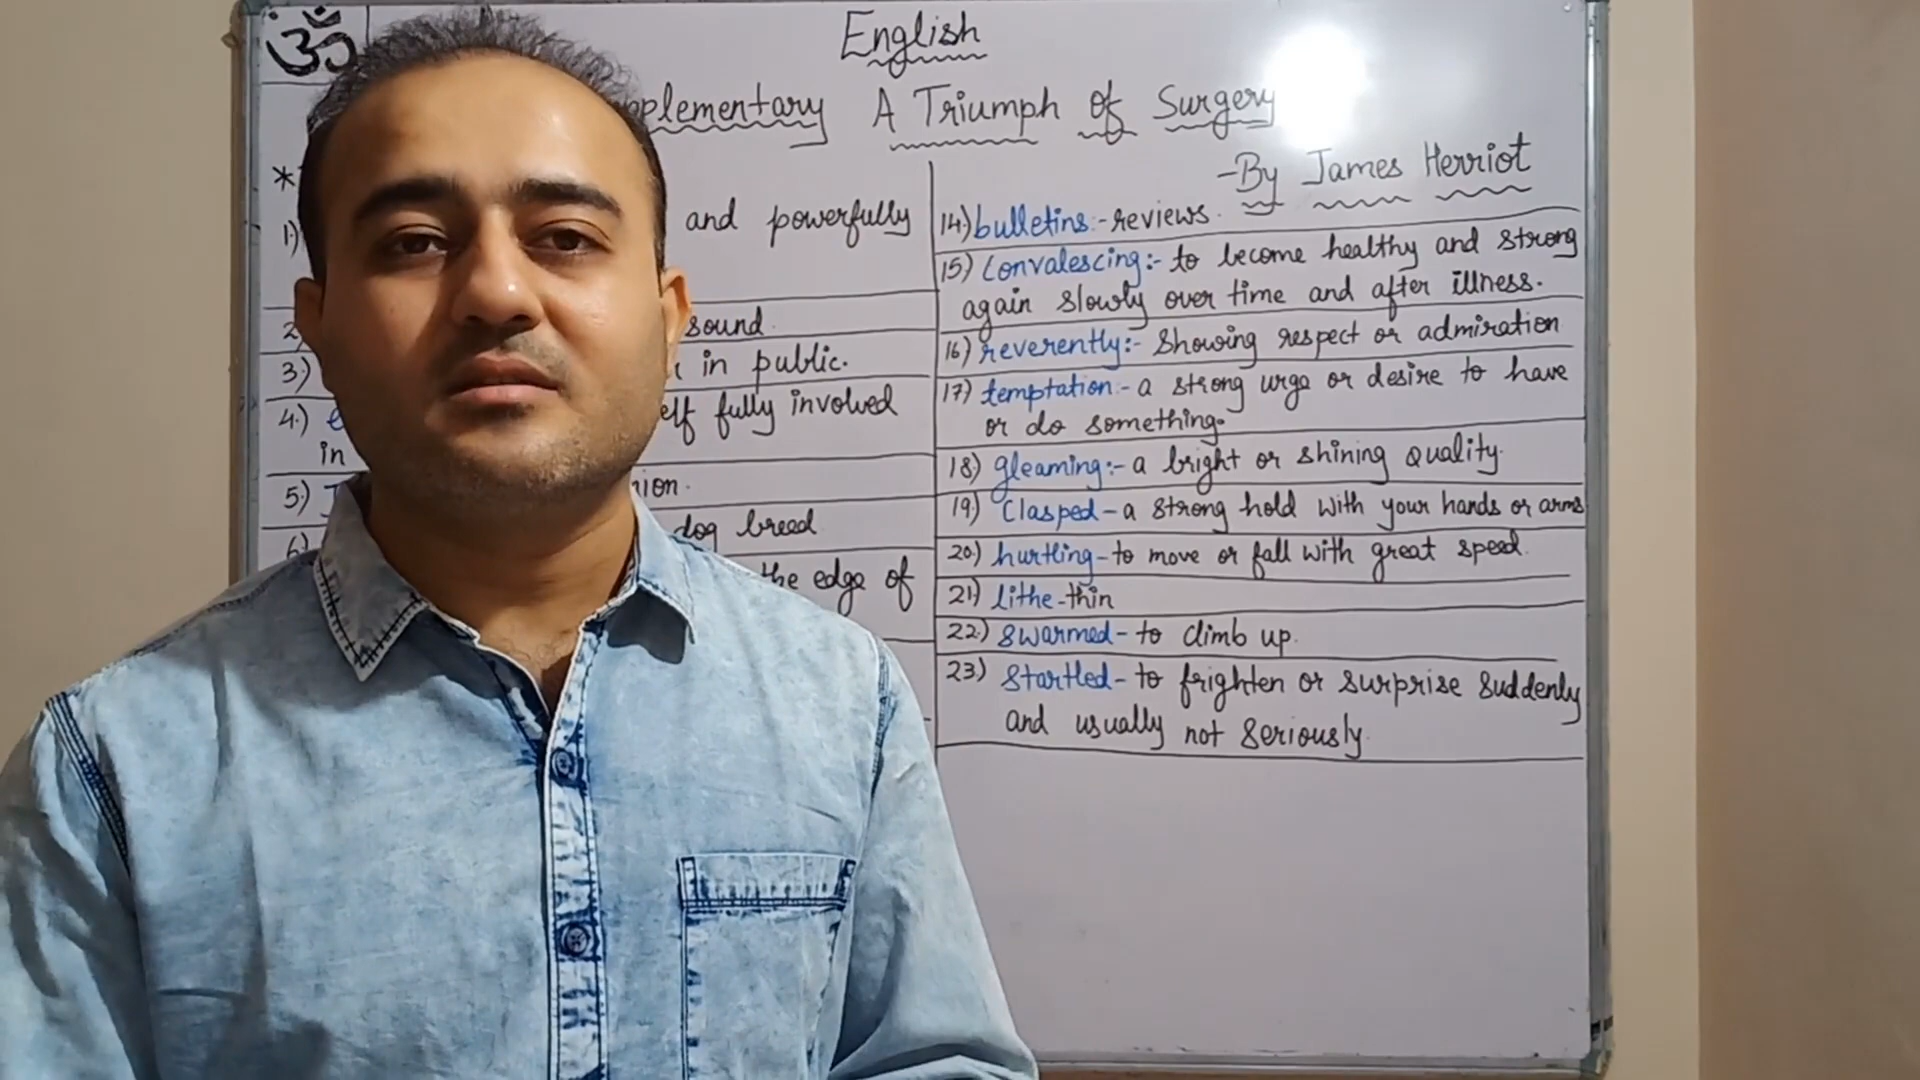 ॐ
English
A Triumph of Surgery
-By James Herriot
*
1.) and powerfully
2) sound.
3.) in public.
4.) fully involved
in
5.)
6.) dog breed
the edge of
14.) bulletins:- reviews.
15.) Convalescing:- to become healthy and strong
again slowly over time and after illness.
16.) reverently:- Showing respect or admiration
17.) temptation:- a strong urge or desire to have
or do something.
18.) gleaming:- a bright or shining quality.
19.) Clasped- a strong hold with your hands or arms
20.) hurtling- to move or fall with great speed.
21.) lithe-thin
22.) swarmed- to climb up.
23.) Startled- to frighten or surprise suddenly
and usually not seriously.